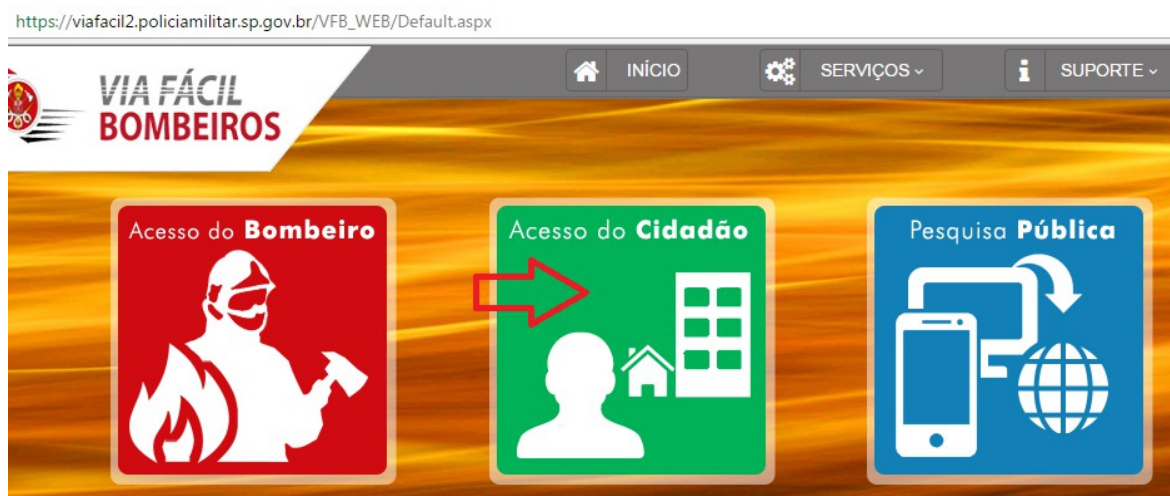 https://viafacil2.policiamilitar.sp.gov.br/VFB_WEB/Default.aspx
VIA FÁCIL
BOMBEIROS
INÍCIO
SERVIÇOS
SUPORTE
Acesso do Bombeiro
Acesso do Cidadão
Pesquisa Pública